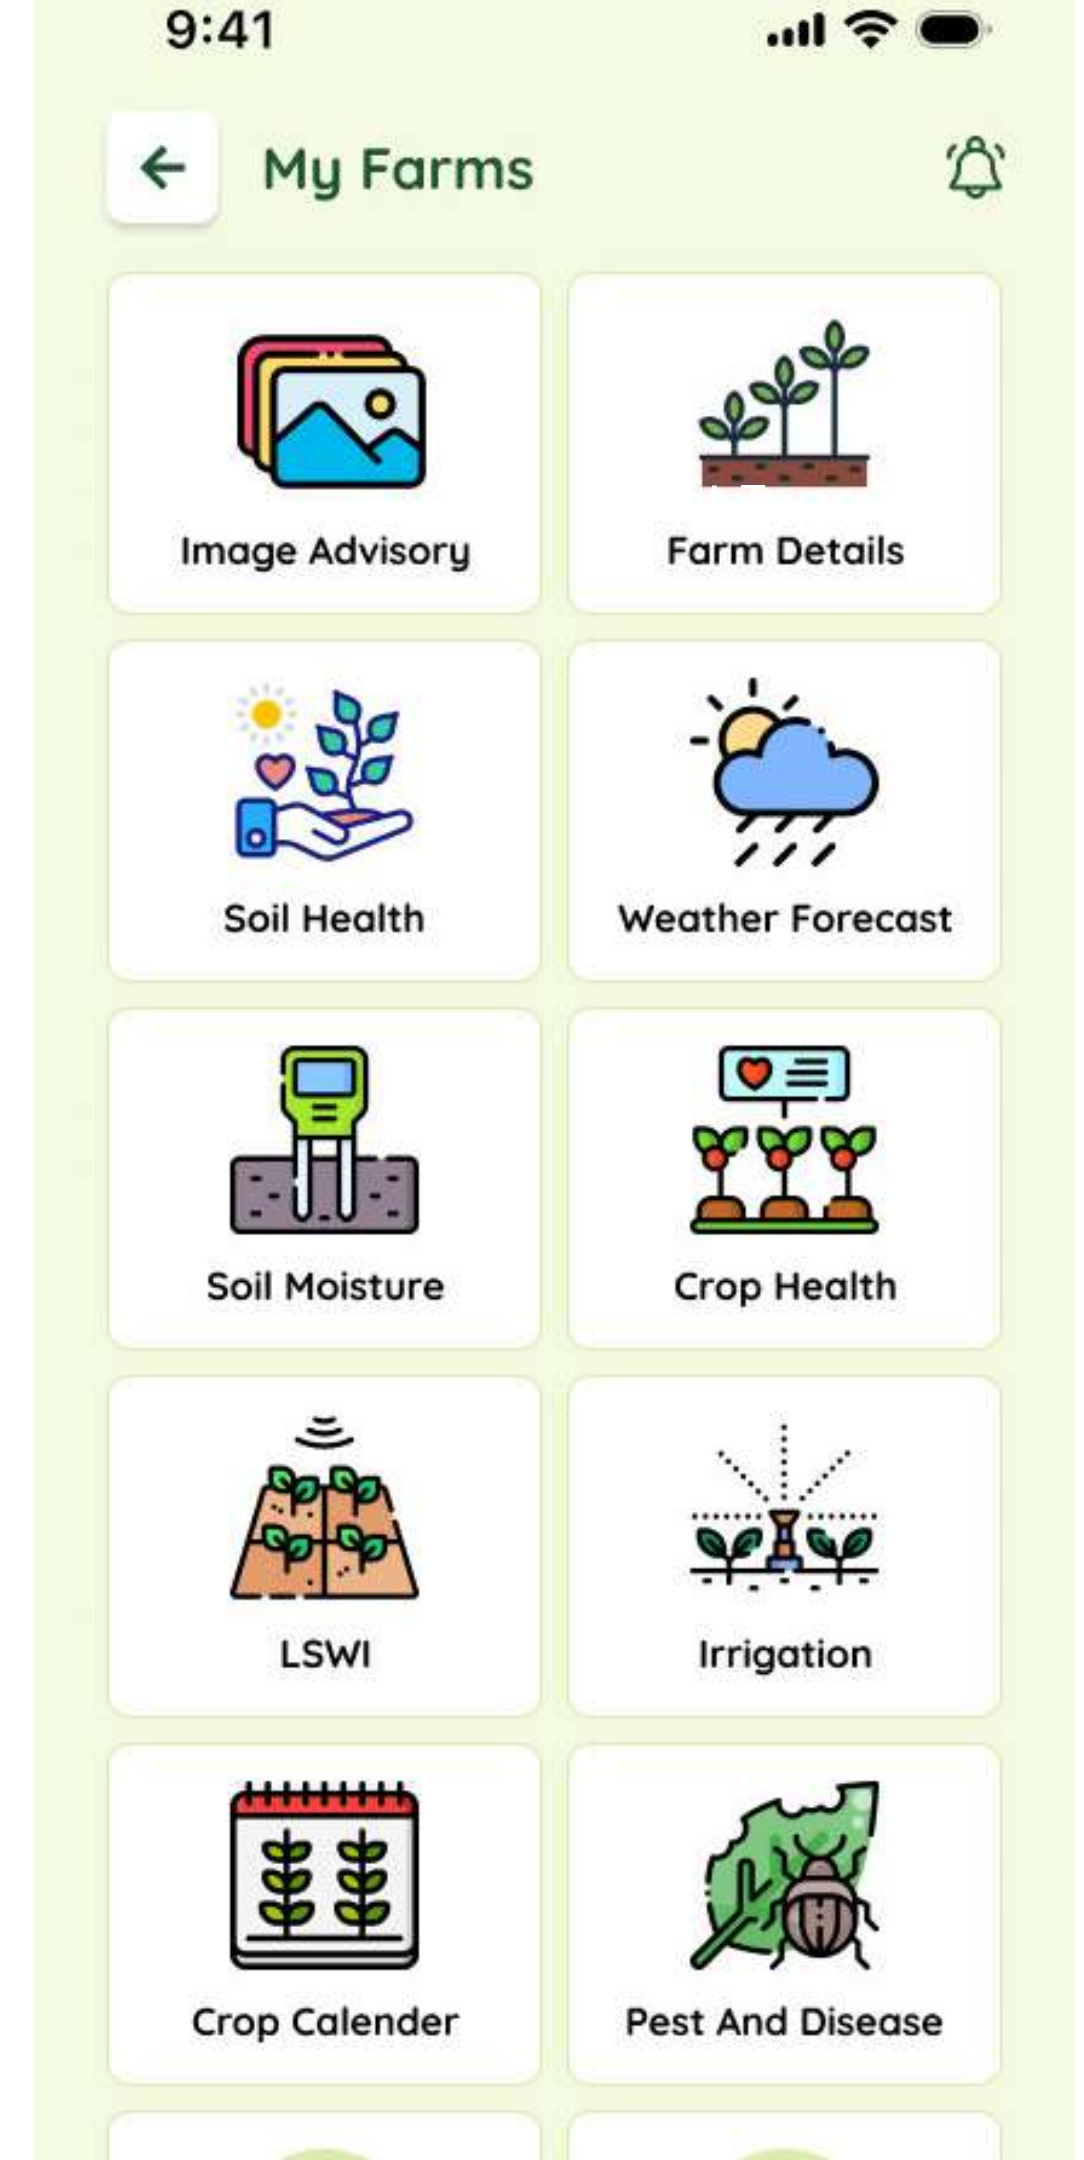 9:41
My Farms
Image Advisory
Farm Details
Soil Health
Weather Forecast
Soil Moisture
Crop Health
LSWI
Irrigation
Crop Calender
Pest And Disease